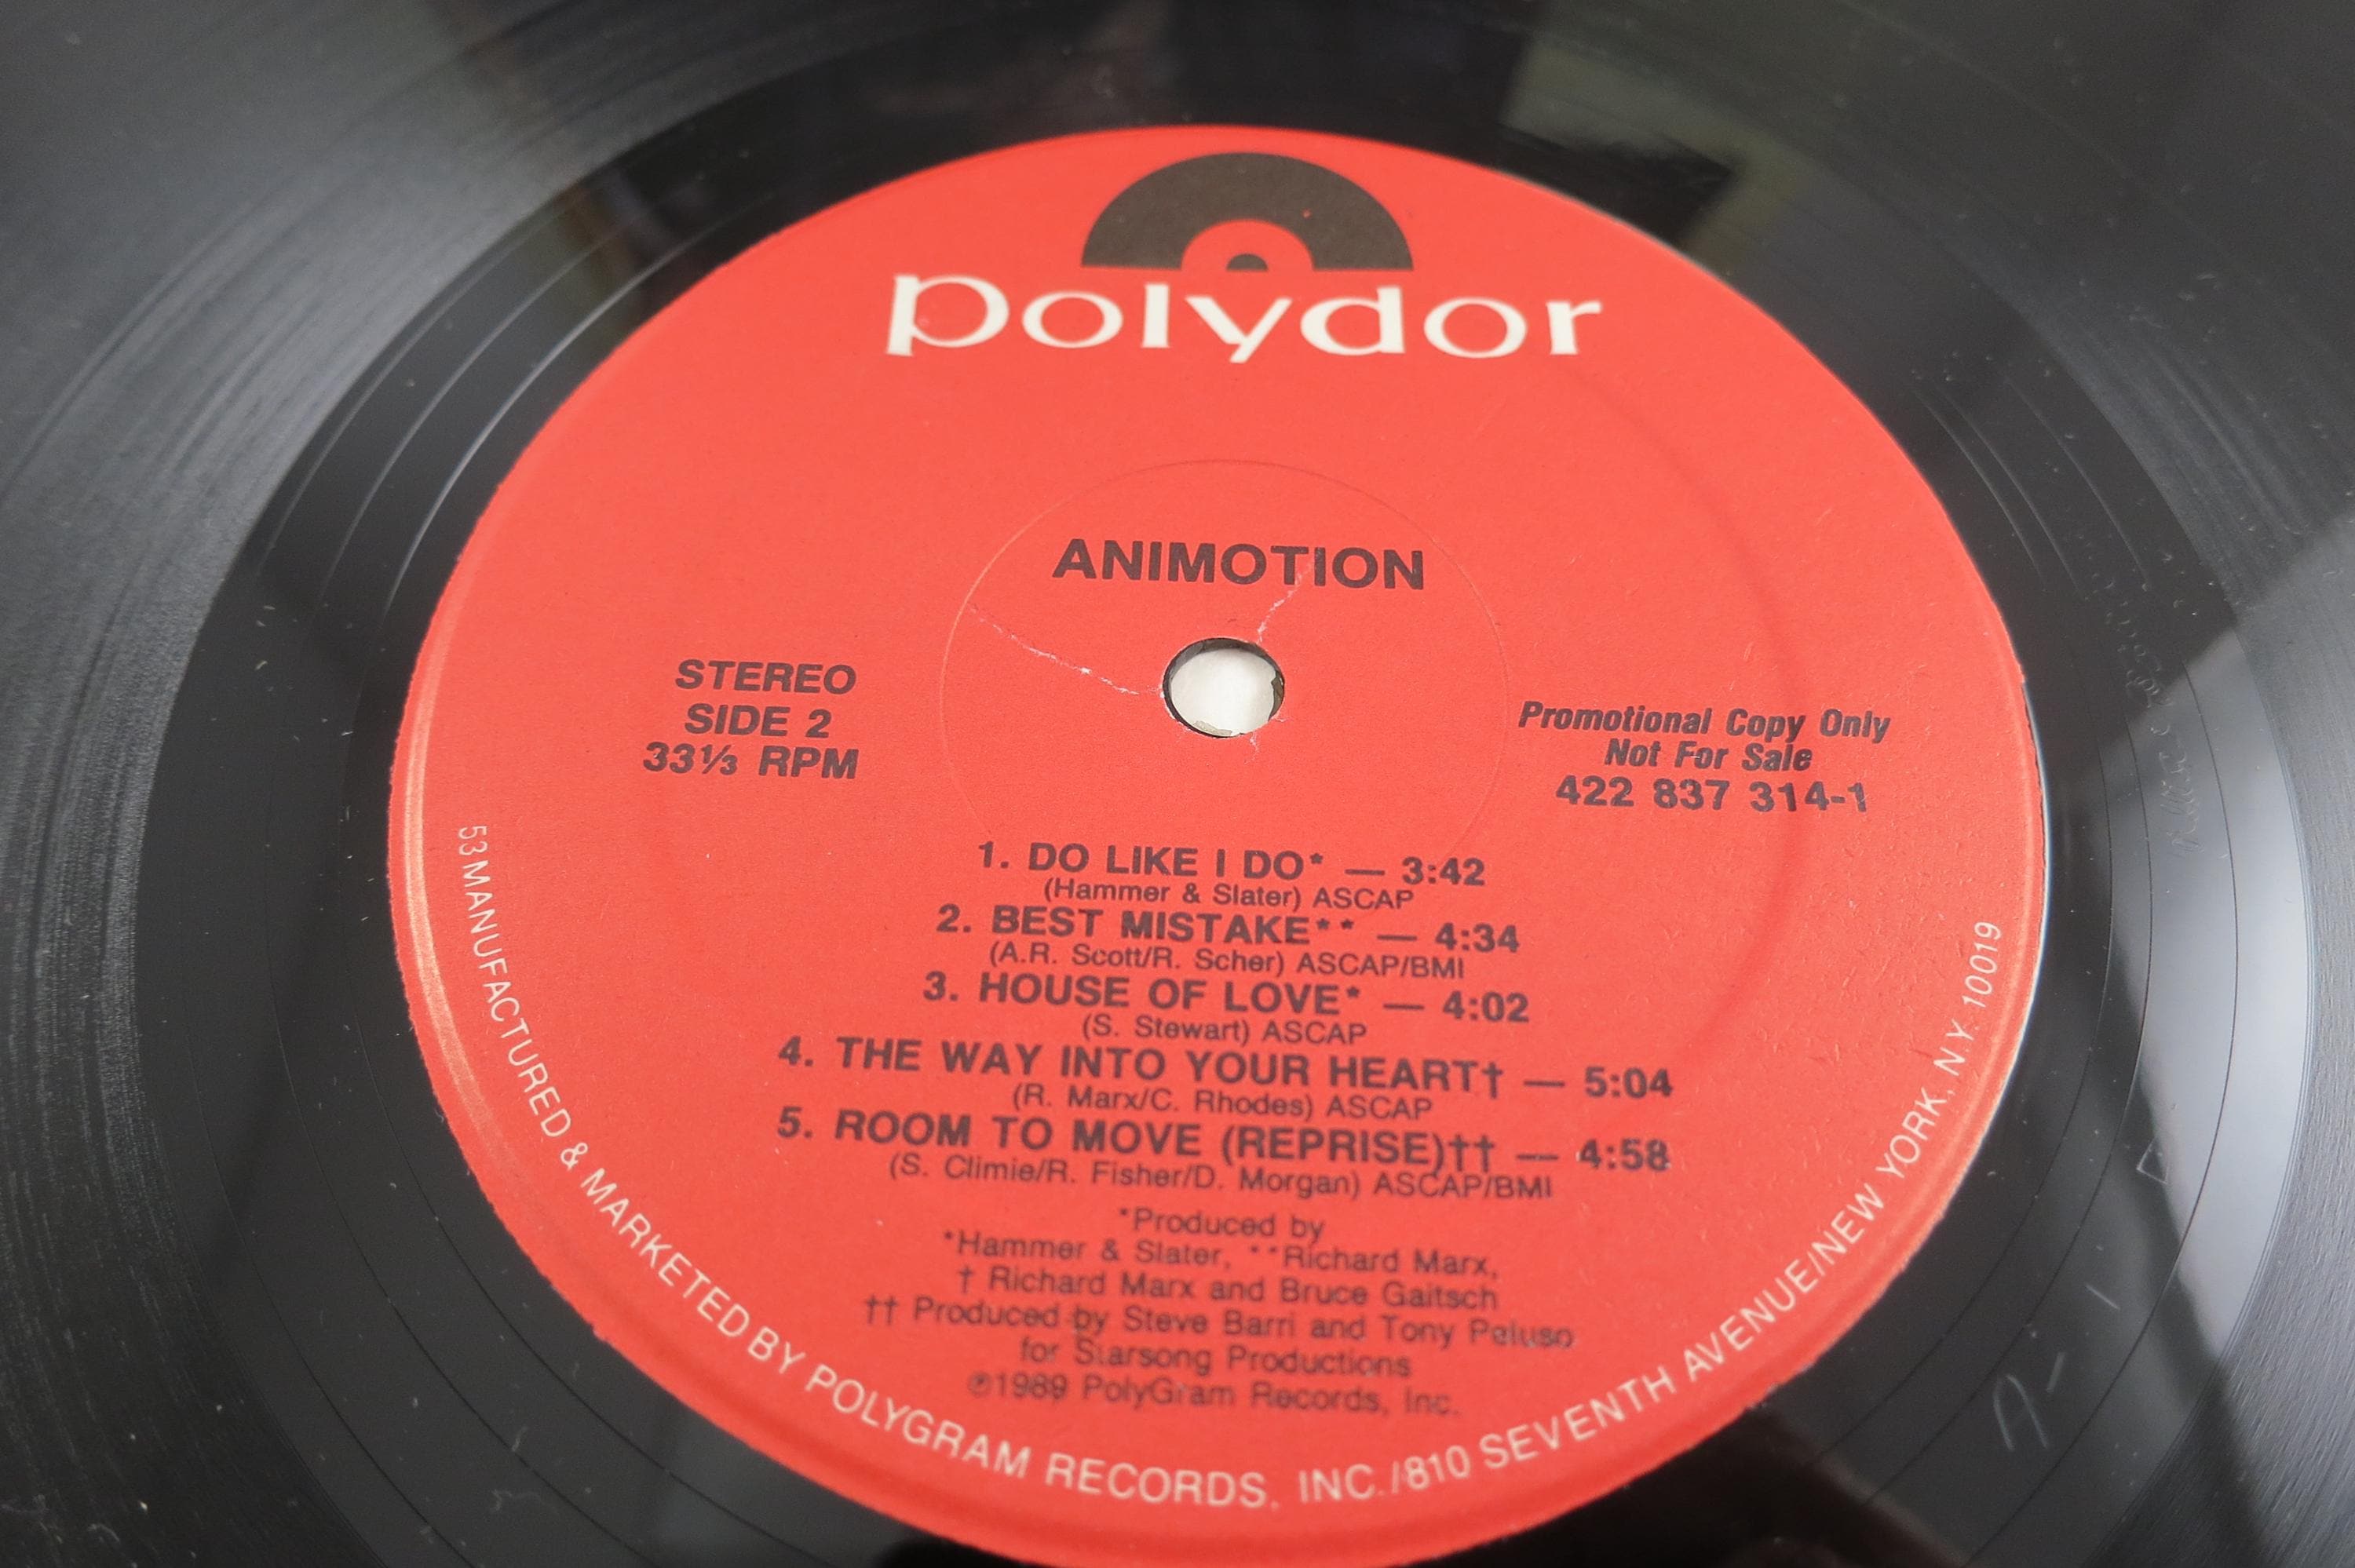 polydor
ANIMOTION
STEREO
SIDE 2
33⅓ RPM
Promotional Copy Only
Not For Sale
422 837 314-1
1. DO LIKE I DO* — 3:42
(Hammer & Slater) ASCAP
2. BEST MISTAKE** — 4:34
(A.R. Scott/R. Scher) ASCAP/BMI
3. HOUSE OF LOVE* — 4:02
(S. Stewart) ASCAP
4. THE WAY INTO YOUR HEART† — 5:04
(R. Marx/C. Rhodes) ASCAP
5. ROOM TO MOVE (REPRISE)†† — 4:58
(S. Climie/R. Fisher/D. Morgan) ASCAP/BMI
*Produced by
*Hammer & Slater, **Richard Marx,
† Richard Marx and Bruce Gaitsch
†† Produced by Steve Barri and Tony Peluso
for Starsong Productions
℗1989 PolyGram Records, Inc.
53 MANUFACTURED & MARKETED BY POLYGRAM RECORDS, INC./810 SEVENTH AVENUE/NEW YORK, N.Y. 10019